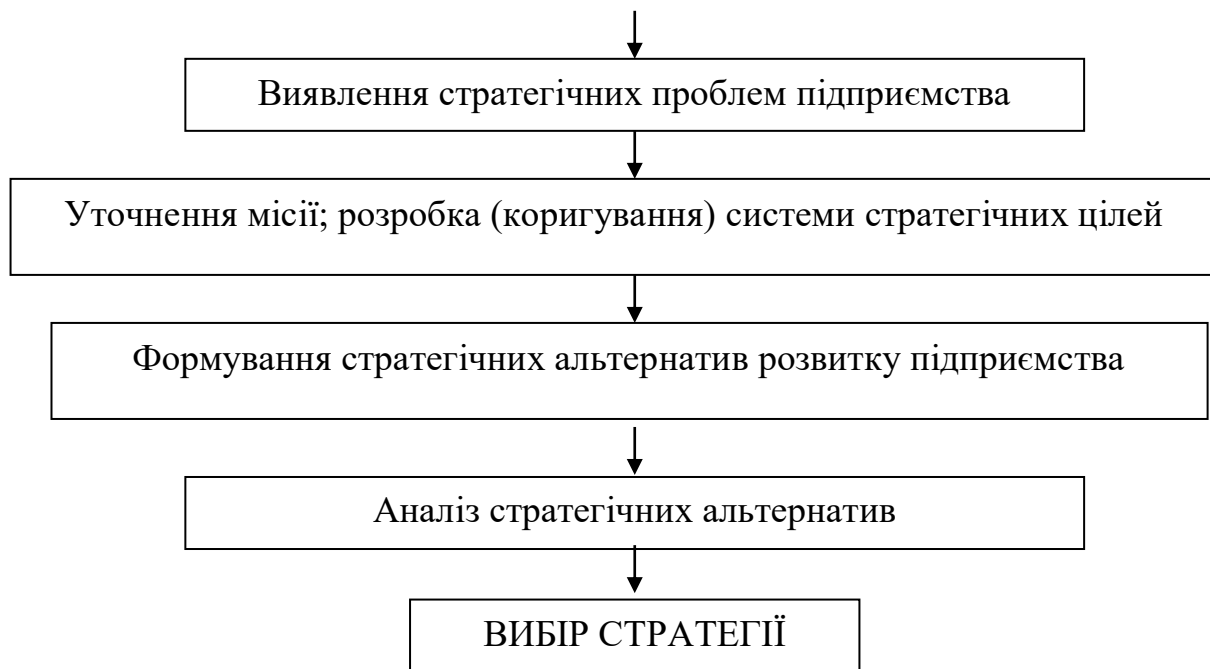 Виявлення стратегічних проблем підприємства
Уточнення місії; розробка (коригування) системи стратегічних цілей
Формування стратегічних альтернатив розвитку підприємства
Аналіз стратегічних альтернатив
ВИБІР СТРАТЕГІЇ